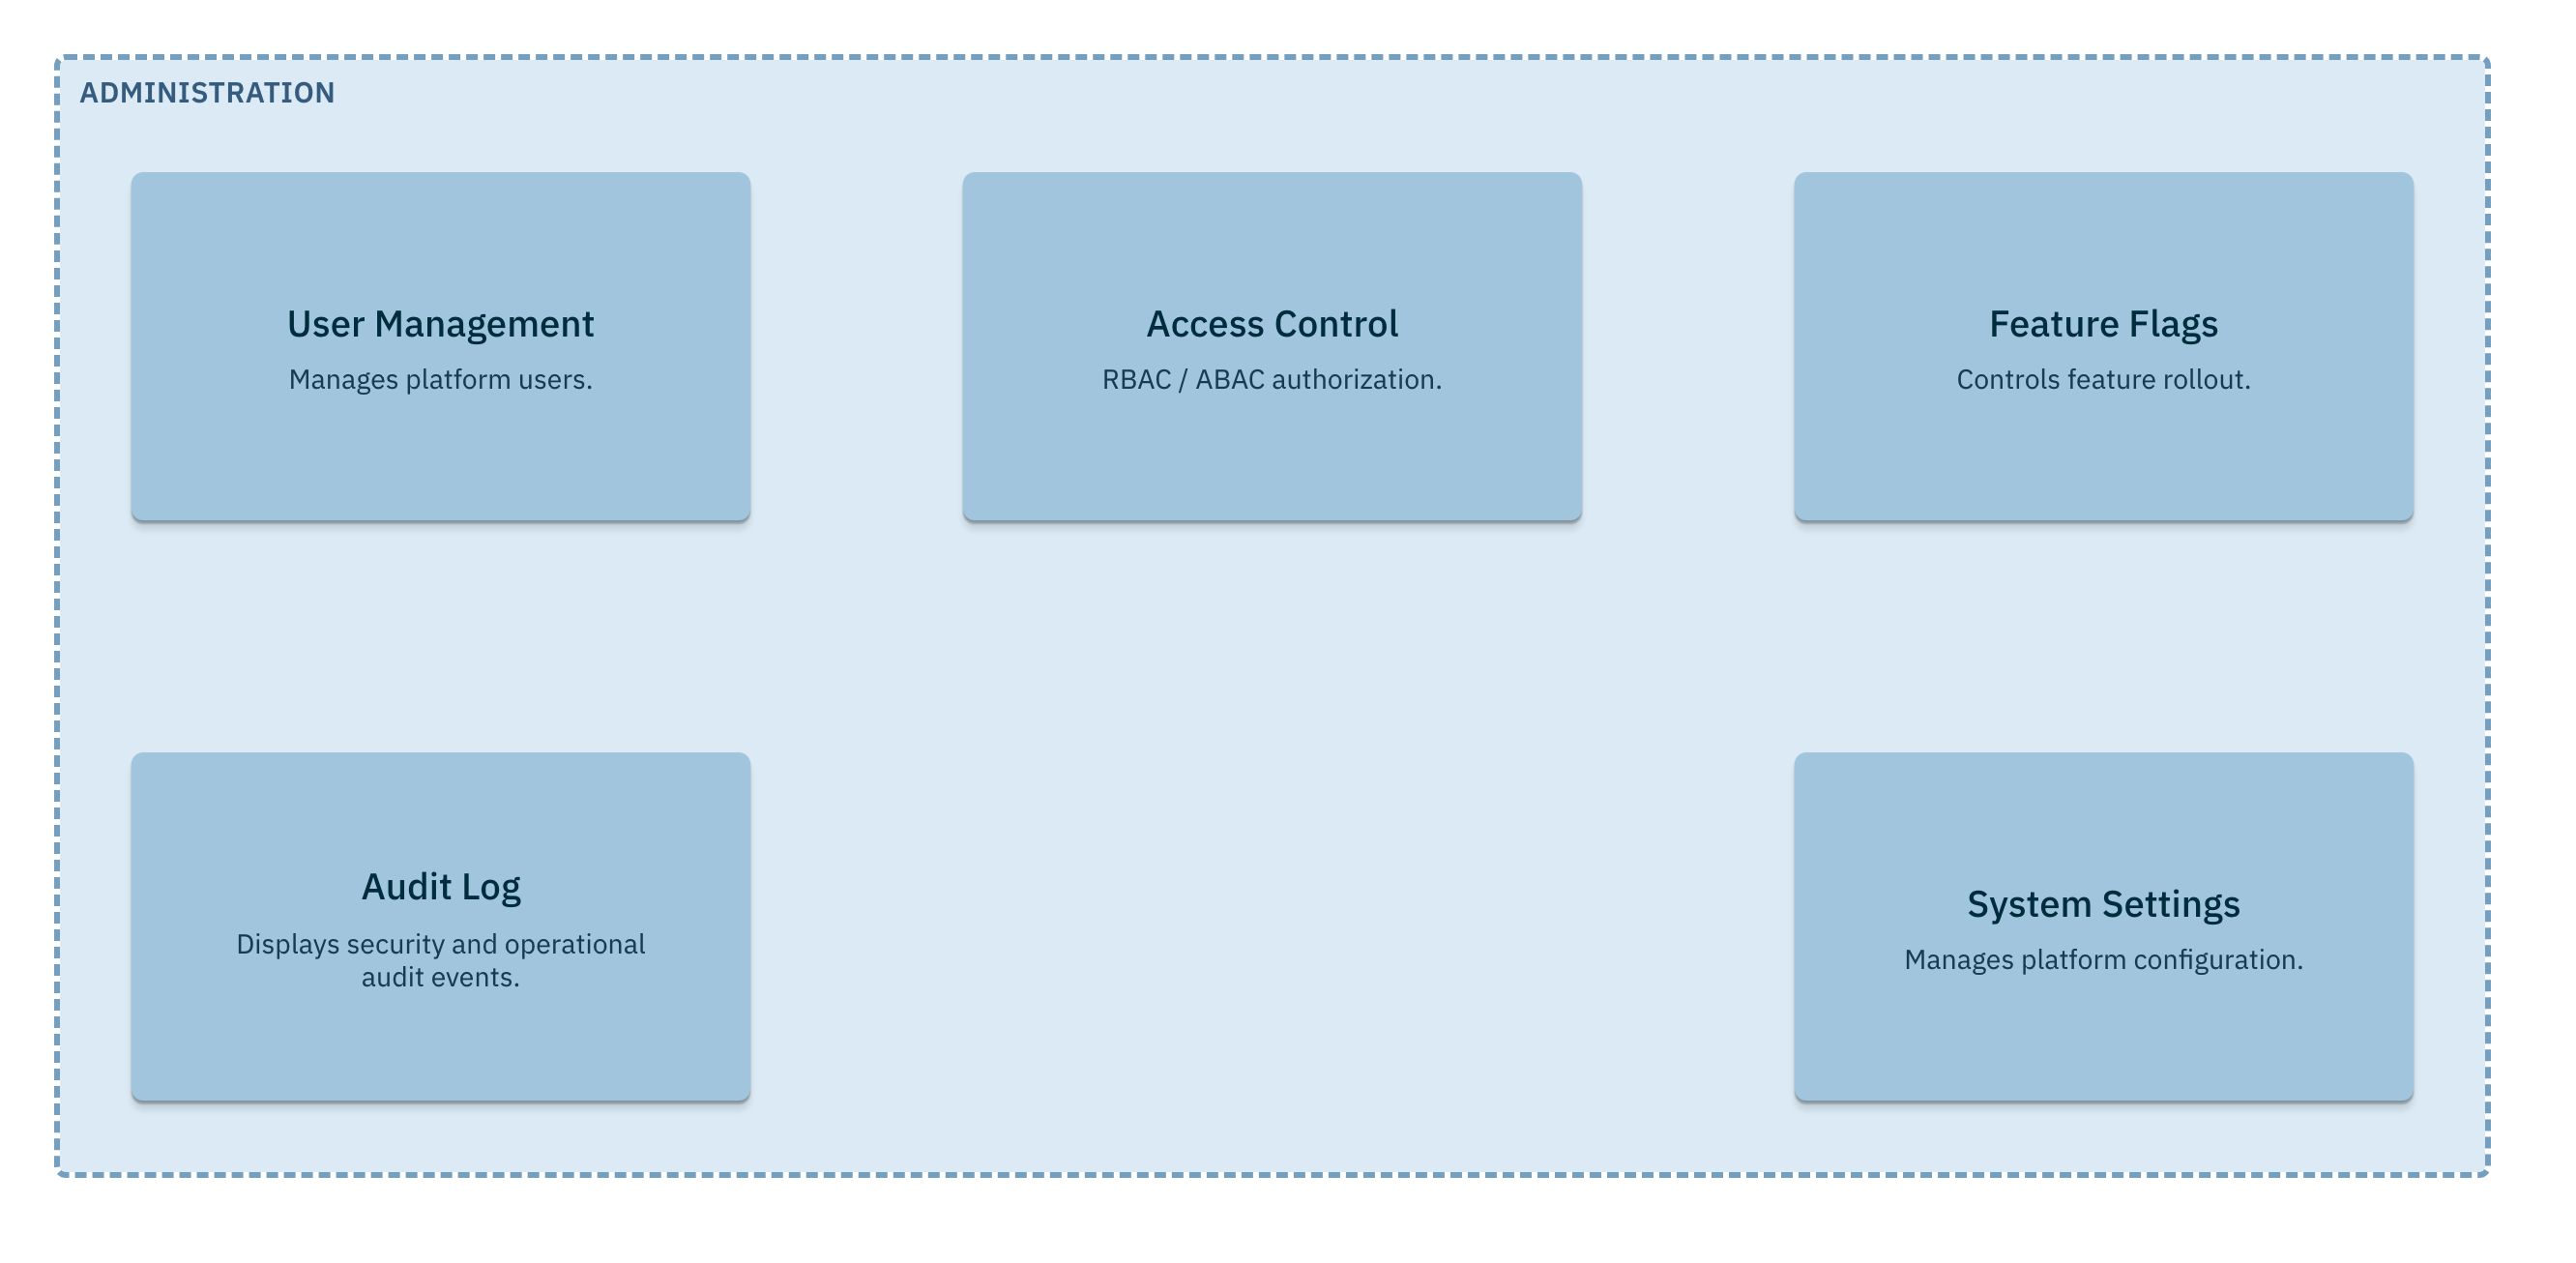 ADMINISTRATION
User Management
Manages platform users.
Access Control
RBAC / ABAC authorization.
Feature Flags
Controls feature rollout.
Audit Log
Displays security and operational
audit events.
System Settings
Manages platform configuration.